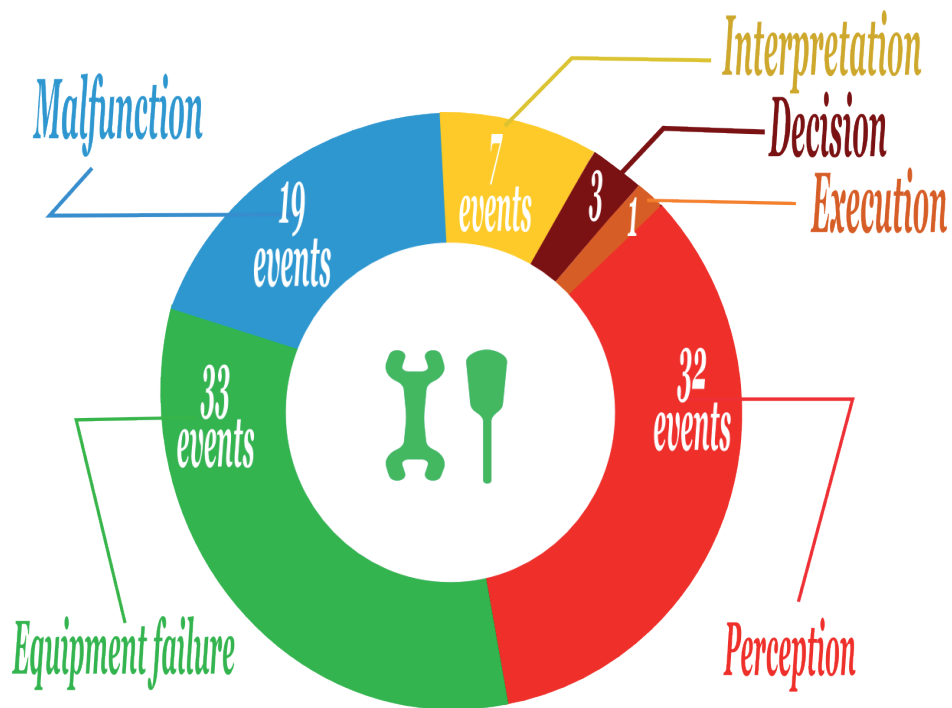 Interpretation
Malfunction
Decision
7
events
3
Execution
19
events
1
33
events
32
events
Equipment failure
Perception